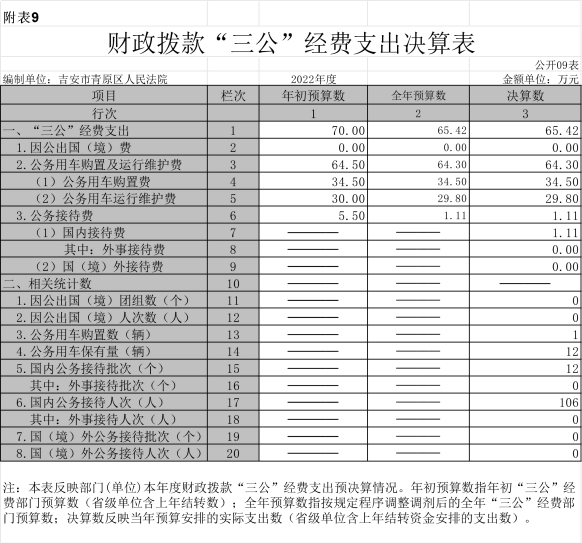 附表9
财政拨款“三公”经费支出决算表
公开09表
编制单位：吉安市青原区人民法院 2022年度 金额单位：万元
项目 栏次 年初预算数 全年预算数 决算数
行次 1 2 3
一、“三公”经费支出 1 70.00 65.42 65.42
1.因公出国（境）费 2 0.00 0.00 0.00
2.公务用车购置及运行维护费 3 64.50 64.30 64.30
（1）公务用车购置费 4 34.50 34.50 34.50
（2）公务用车运行维护费 5 30.00 29.80 29.80
3.公务接待费 6 5.50 1.11 1.11
（1）国内接待费 7 —— —— 1.11
其中：外事接待费 8 —— —— 0.00
（2）国（境）外接待费 9 —— —— 0.00
二、相关统计数 10 —— —— ——
1.因公出国（境）团组数（个） 11 —— —— 0
2.因公出国（境）人次数（人） 12 —— —— 0
3.公务用车购置数（辆） 13 —— —— 1
4.公务用车保有量（辆） 14 —— —— 12
5.国内公务接待批次（个） 15 —— —— 12
其中：外事接待批次（个） 16 —— —— 0
6.国内公务接待人次（人） 17 —— —— 106
其中：外事接待人次（人） 18 —— —— 0
7.国（境）外公务接待批次（个） 19 —— —— 0
8.国（境）外公务接待人次（人） 20 —— —— 0
注：本表反映部门(单位)本年度财政拨款“三公”经费支出预决算情况。年初预算数指年初“三公”经
费部门预算数（省级单位含上年结转数）；全年预算数指按规定程序调整调剂后的全年“三公”经费部
门预算数；决算数反映当年预算安排的实际支出数（省级单位含上年结转资金安排的支出数）。